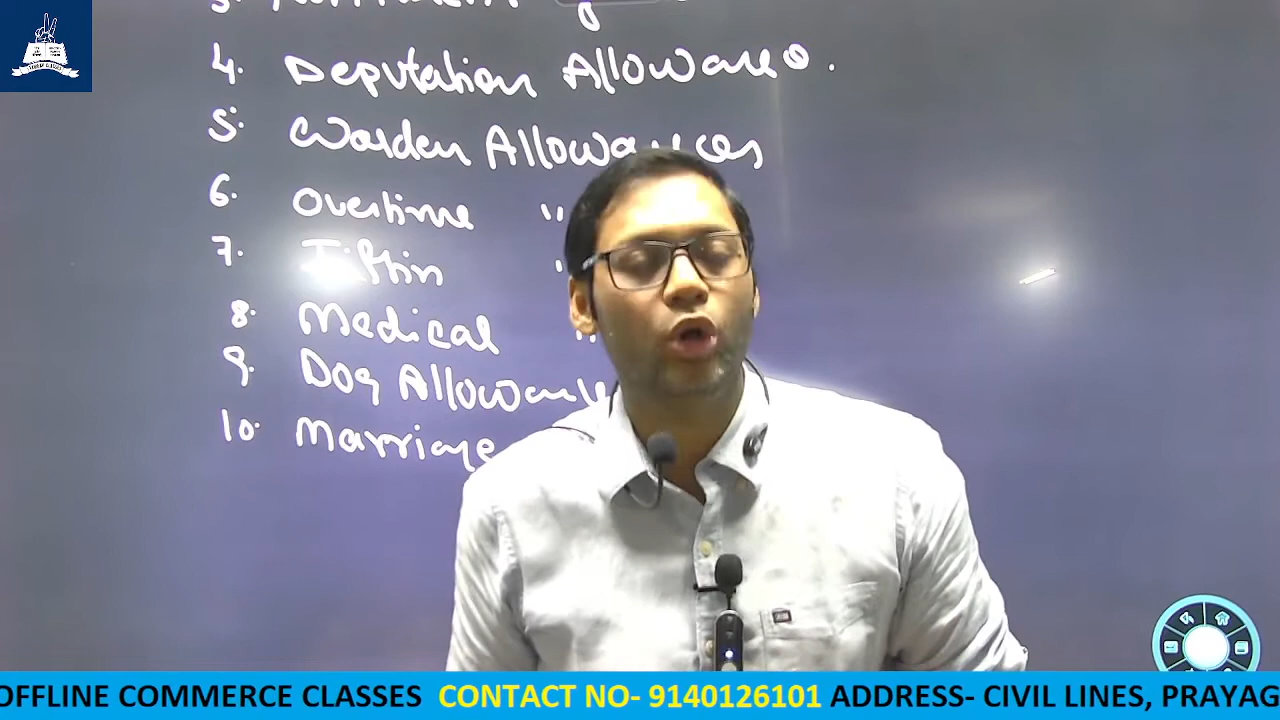 4. Deputation Allowance.
5. Warden Allowances
6. Overtime "
7. Tiffin "
8. Medical "
9. Dog Allowance
10. Marriage
OFFLINE COMMERCE CLASSES CONTACT NO- 9140126101 ADDRESS- CIVIL LINES, PRAYAG